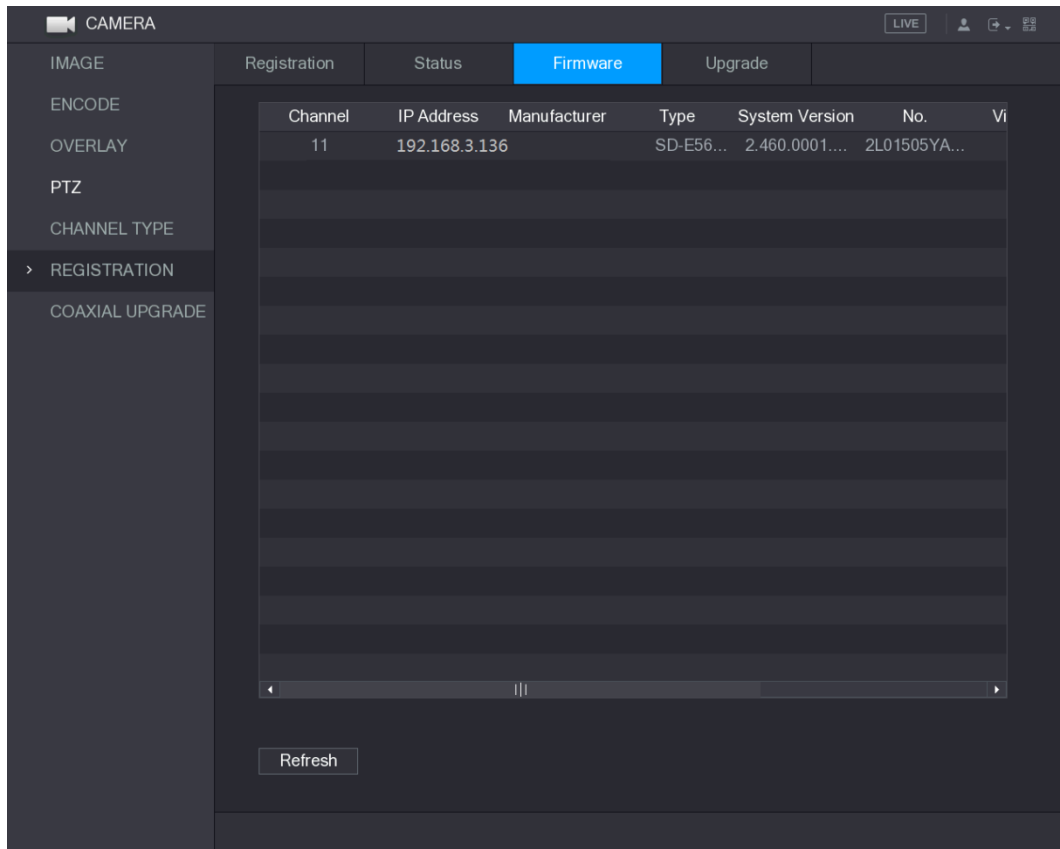 CAMERA LIVE
IMAGE
ENCODE
OVERLAY
PTZ
CHANNEL TYPE
REGISTRATION
COAXIAL UPGRADE
Registration Status Firmware Upgrade
Channel IP Address Manufacturer Type System Version No. Vi
11 192.168.3.136 SD-E56... 2.460.0001.... 2L01505YA...
Refresh